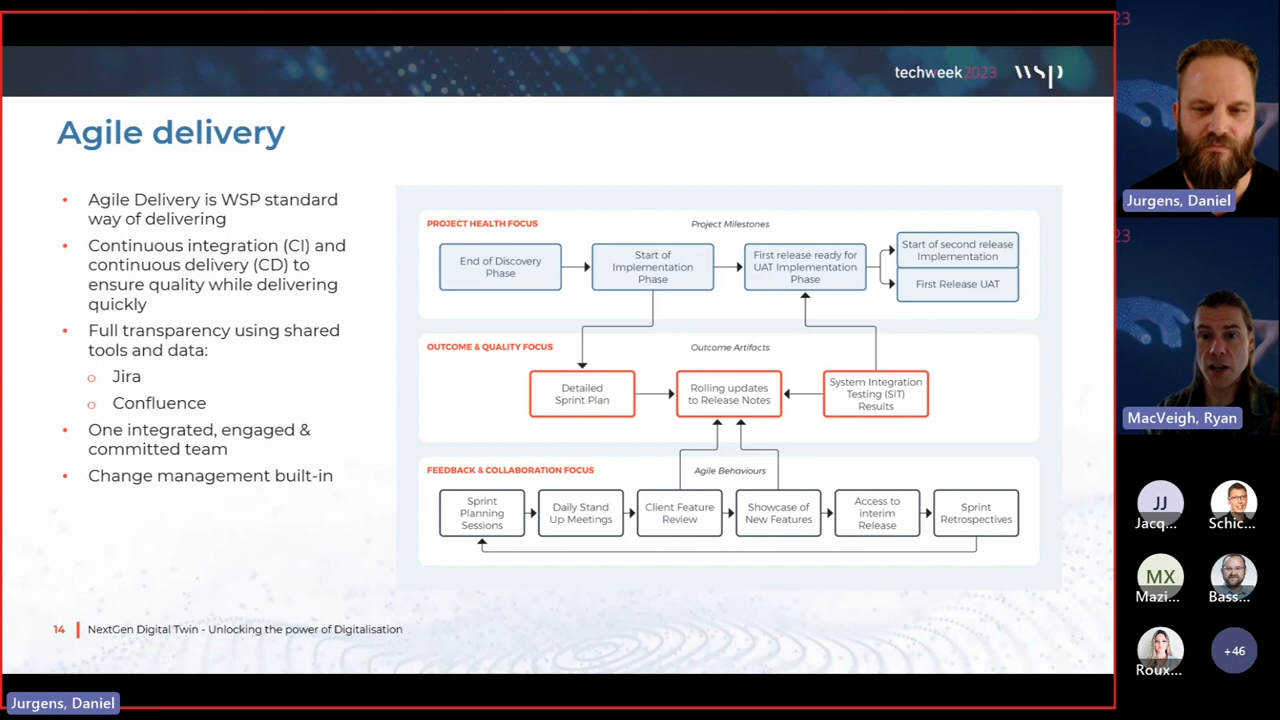 techweek2023 wsp
Agile delivery
• Agile Delivery is WSP standard
way of delivering
• Continuous integration (CI) and
continuous delivery (CD) to
ensure quality while delivering
quickly
• Full transparency using shared
tools and data:
o Jira
o Confluence
• One integrated, engaged &
committed team
• Change management built-in
PROJECT HEALTH FOCUS
Project Milestones
End of Discovery
Phase
Start of
Implementation
Phase
First release ready for
UAT Implementation
Phase
Start of second release
Implementation
First Release UAT
OUTCOME & QUALITY FOCUS
Outcome Artifacts
Detailed
Sprint Plan
Rolling updates
to Release Notes
System Integration
Testing (SIT)
Results
FEEDBACK & COLLABORATION FOCUS
Agile Behaviours
Sprint
Planning
Sessions
Daily Stand
Up Meetings
Client Feature
Review
Showcase of
New Features
Access to
interim
Release
Sprint
Retrospectives
14 NextGen Digital Twin - Unlocking the power of Digitalisation
Jurgens, Daniel
23
Jurgens, Daniel
23
MacVeigh, Ryan
JJ
Jacq...
Schic...
MX
Mazi...
Bass...
Roux...
+46